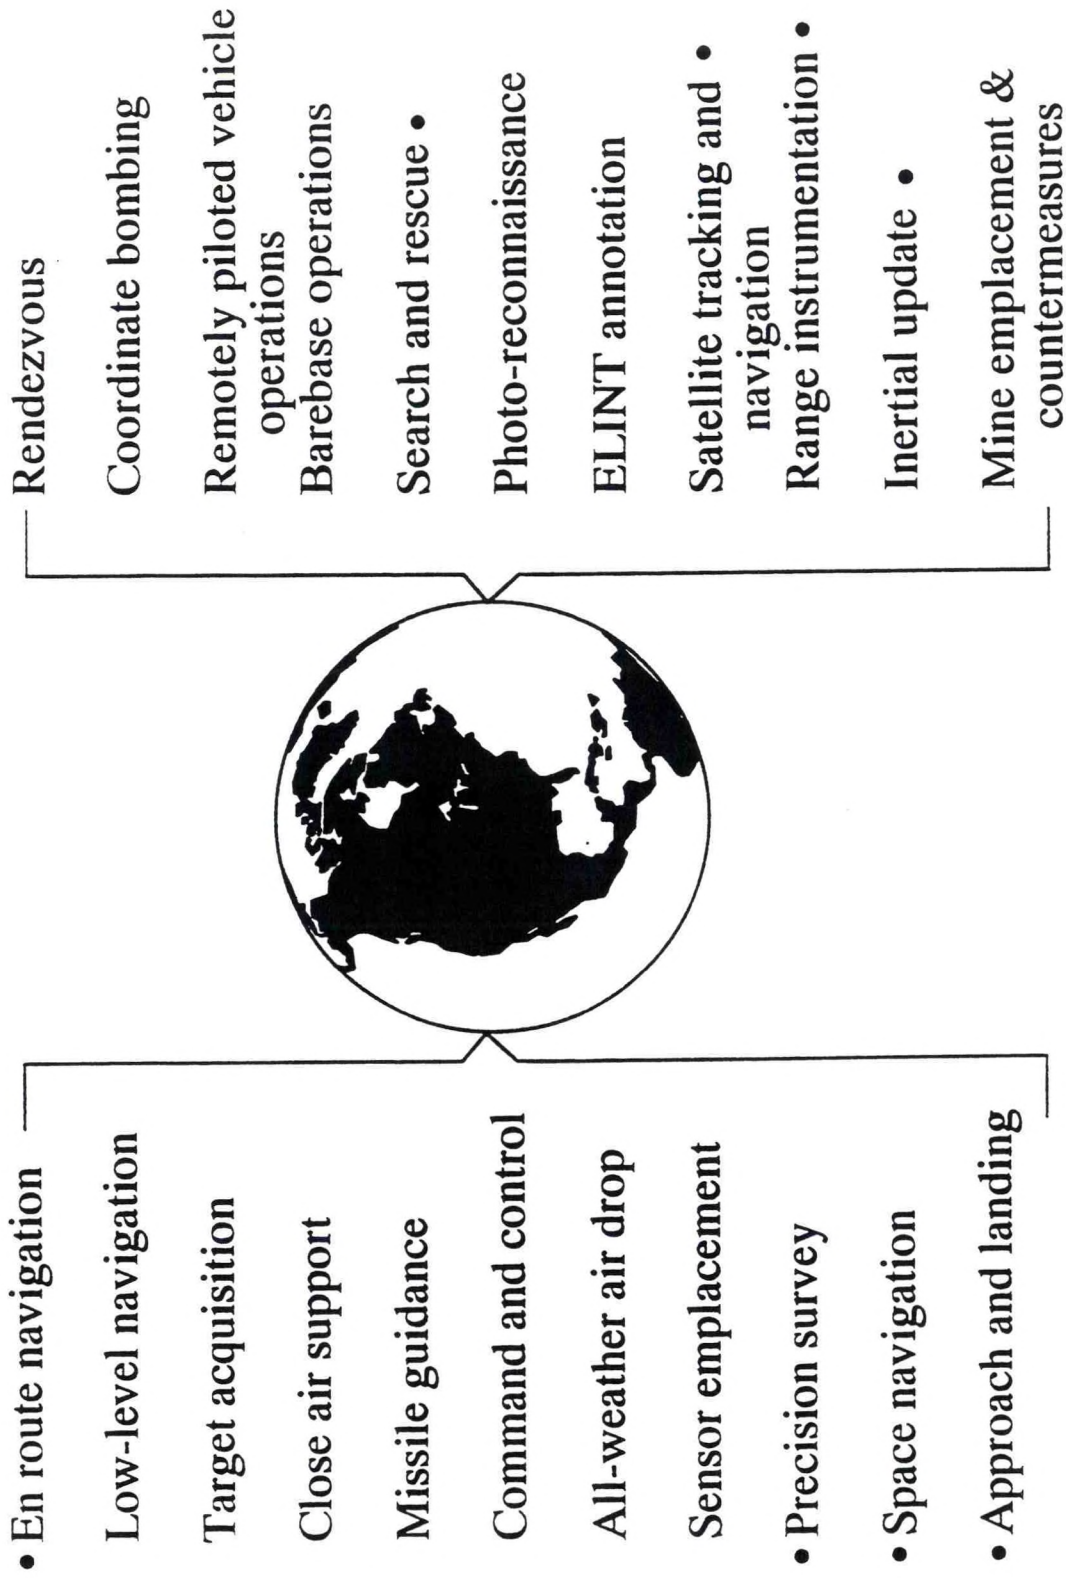 • En route navigation
Low-level navigation
Target acquisition
Close air support
Missile guidance
Command and control
All-weather air drop
Sensor emplacement
• Precision survey
• Space navigation
• Approach and landing
Rendezvous
Coordinate bombing
Remotely piloted vehicle
operations
Barebase operations
Search and rescue •
Photo-reconnaissance
ELINT annotation
Satellite tracking and •
navigation
Range instrumentation •
Inertial update •
Mine emplacement &
countermeasures